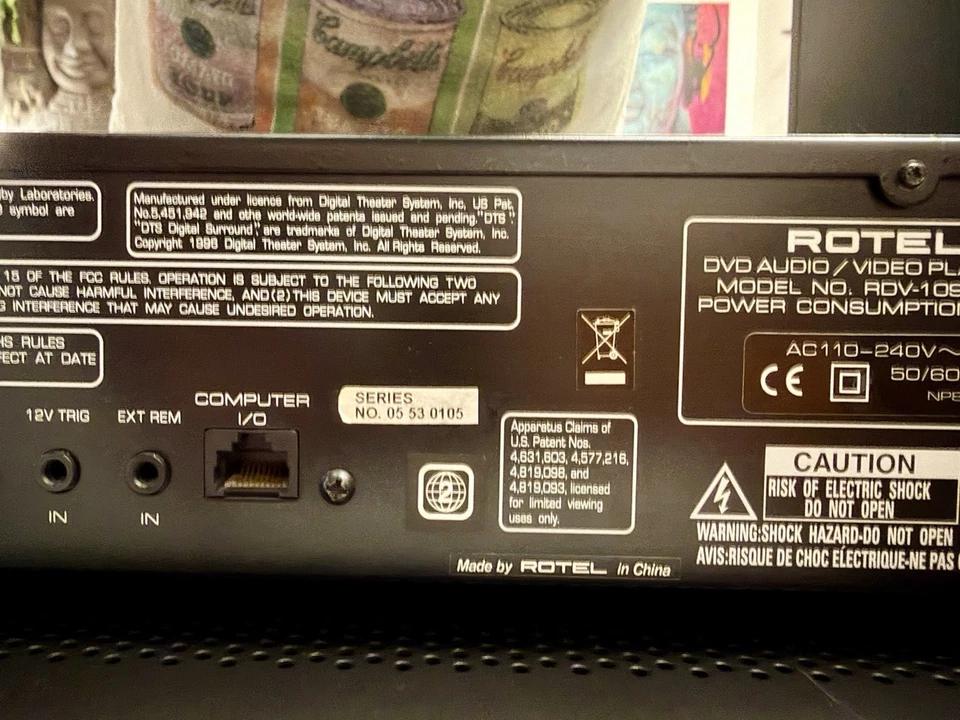 Campbell's
Campbell's
by Laboratories.
symbol are
Manufactured under licence from Digital Theater System, Inc. US Pat.
No.5,451,942 and othe world-wide patents issued and pending."DTS ",
"DTS Digital Surround", are tradmarks of Digital Theater System, Inc.
Copyright 1996 Digital Theater System, Inc. All Rights Reserved.
15 OF THE FCC RULES. OPERATION IS SUBJECT TO THE FOLLOWING TWO
NOT CAUSE HARMFUL INTERFERENCE, AND(2)THIS DEVICE MUST ACCEPT ANY
INTERFERENCE THAT MAY CAUSE UNDESIRED OPERATION.
RULES
AT DATE
12V TRIG
EXT REM
COMPUTER
I/O
IN
IN
SERIES
NO. 05 53 0105
2
Apparatus Claims of
U.S. Patent Nos.
4,631,603, 4,577,216,
4,819,098, and
4,819,093, licensed
for limited viewing
uses only.
Made by ROTEL in China
ROTEL
DVD AUDIO/VIDEO
MODEL NO. RDV-109
POWER CONSUMPTION
AC110-240V~
50/60
CE
CAUTION
RISK OF ELECTRIC SHOCK
DO NOT OPEN
WARNING:SHOCK HAZARD-DO NOT OPEN
AVIS:RISQUE DE CHOC ÉLECTRIQUE-NE PAS